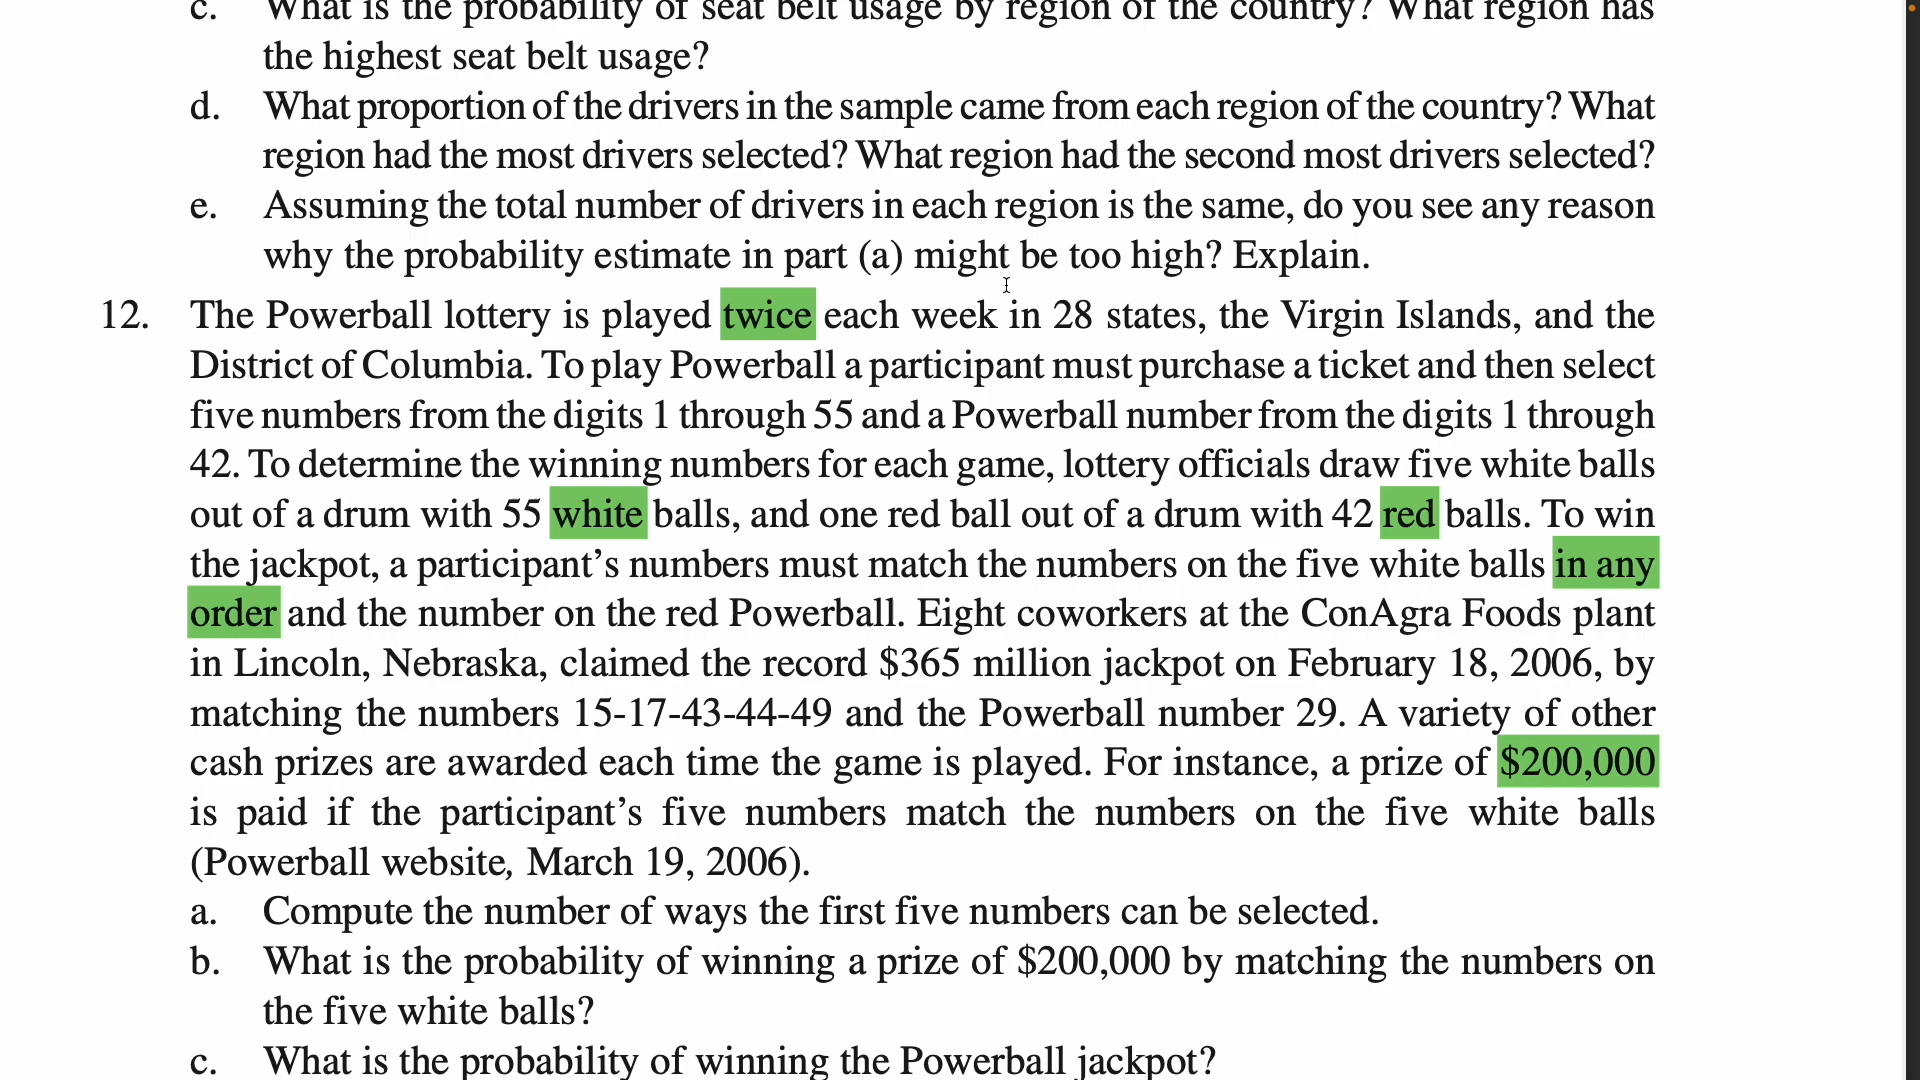 c. What is the probability of seat belt usage by region of the country? What region has
the highest seat belt usage?
d. What proportion of the drivers in the sample came from each region of the country? What
region had the most drivers selected? What region had the second most drivers selected?
e. Assuming the total number of drivers in each region is the same, do you see any reason
why the probability estimate in part (a) might be too high? Explain.
12. The Powerball lottery is played twice each week in 28 states, the Virgin Islands, and the
District of Columbia. To play Powerball a participant must purchase a ticket and then select
five numbers from the digits 1 through 55 and a Powerball number from the digits 1 through
42. To determine the winning numbers for each game, lottery officials draw five white balls
out of a drum with 55 white balls, and one red ball out of a drum with 42 red balls. To win
the jackpot, a participant’s numbers must match the numbers on the five white balls in any
order and the number on the red Powerball. Eight coworkers at the ConAgra Foods plant
in Lincoln, Nebraska, claimed the record $365 million jackpot on February 18, 2006, by
matching the numbers 15-17-43-44-49 and the Powerball number 29. A variety of other
cash prizes are awarded each time the game is played. For instance, a prize of $200,000
is paid if the participant’s five numbers match the numbers on the five white balls
(Powerball website, March 19, 2006).
a. Compute the number of ways the first five numbers can be selected.
b. What is the probability of winning a prize of $200,000 by matching the numbers on
the five white balls?
c. What is the probability of winning the Powerball jackpot?